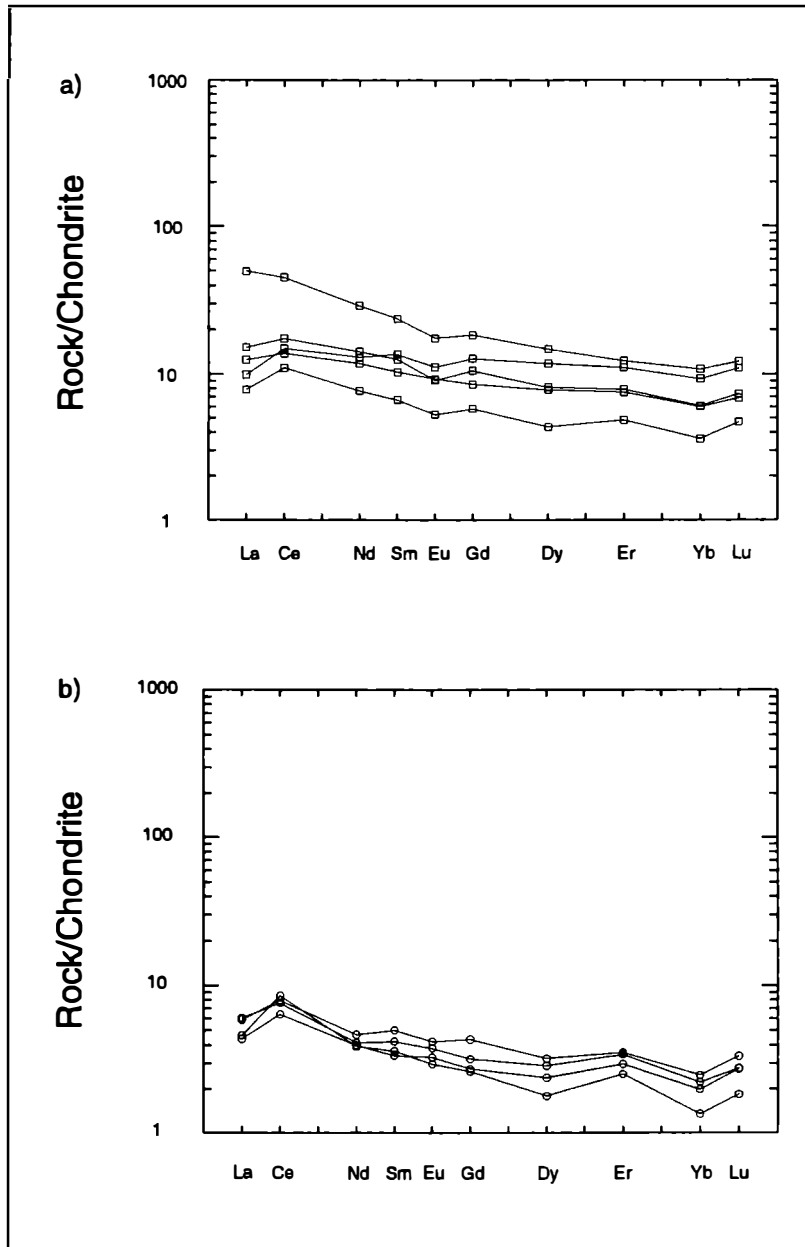 a)
Rock/Chondrite
1000
100
10
1
La Ce Nd Sm Eu Gd Dy Er Yb Lu
b)
Rock/Chondrite
1000
100
10
1
La Ce Nd Sm Eu Gd Dy Er Yb Lu